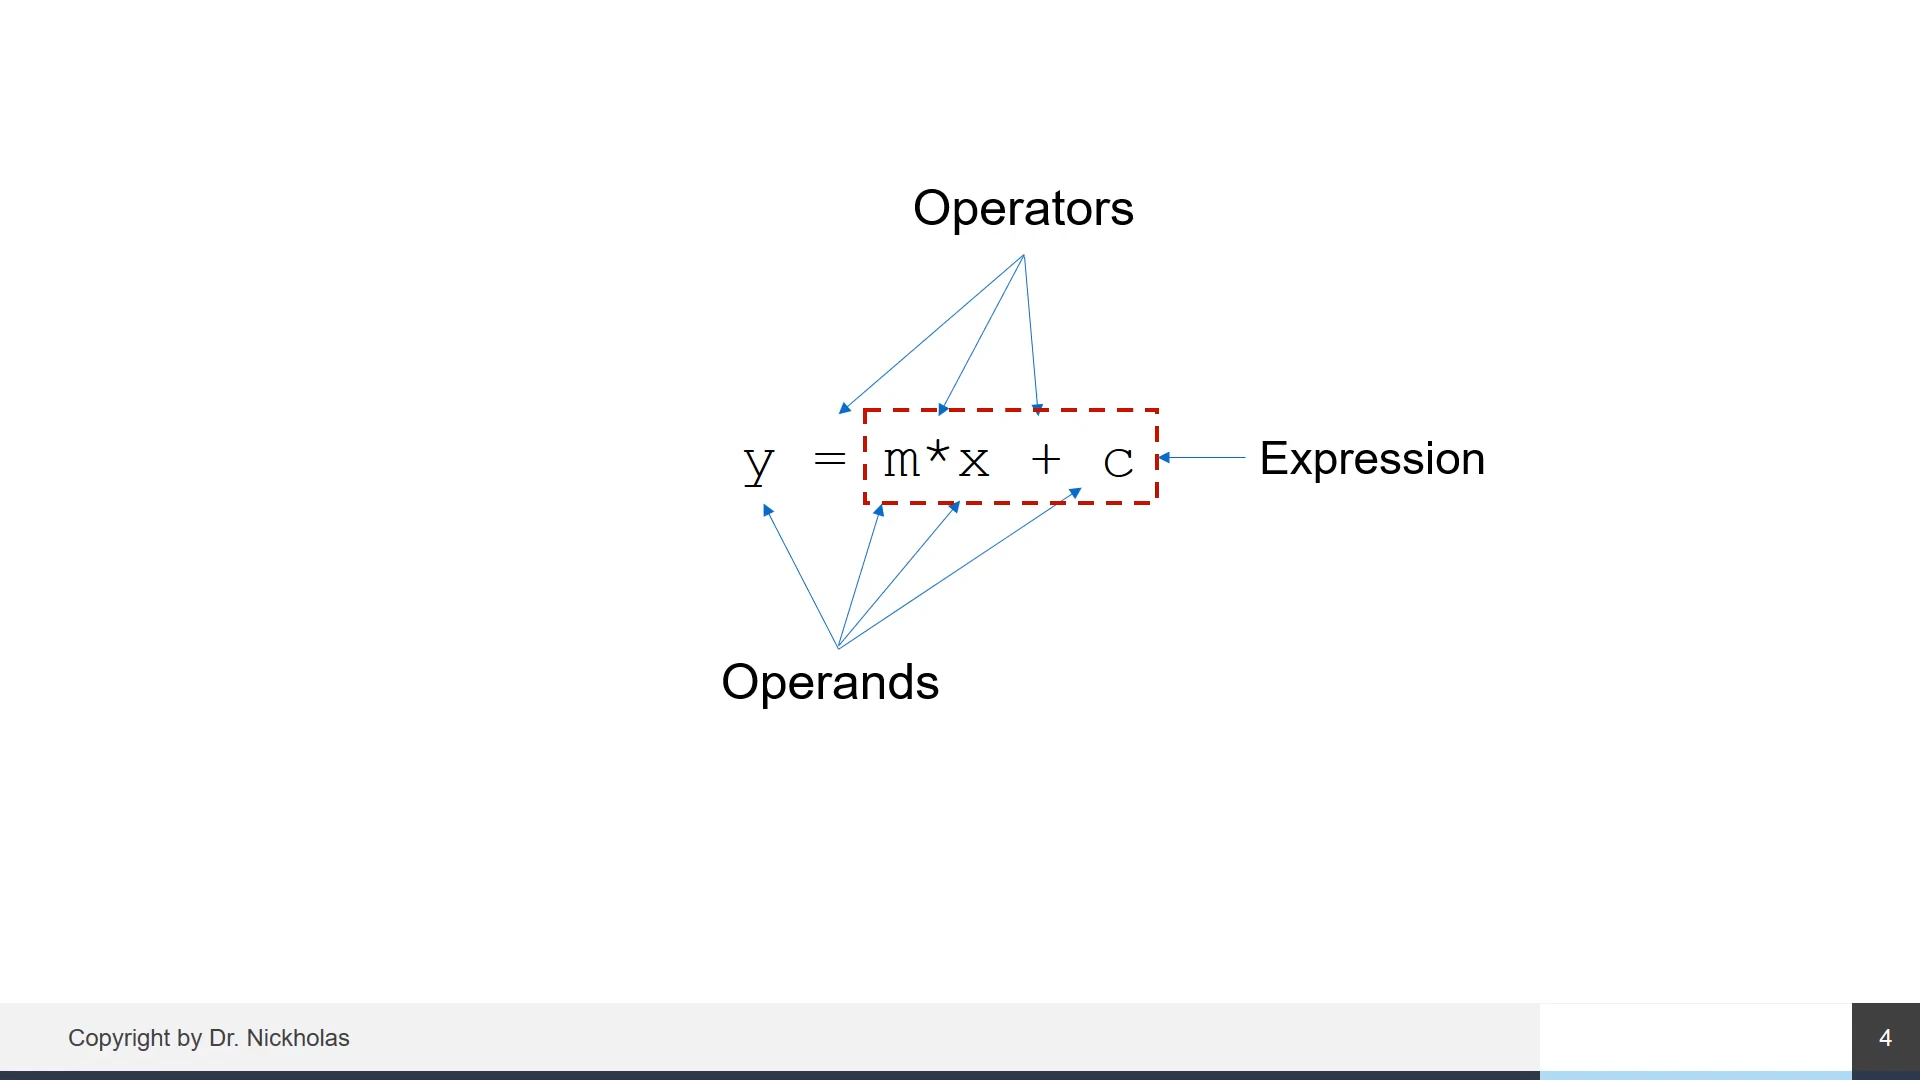 Operators
y = m*x + c
Expression
Operands
Copyright by Dr. Nickholas
4